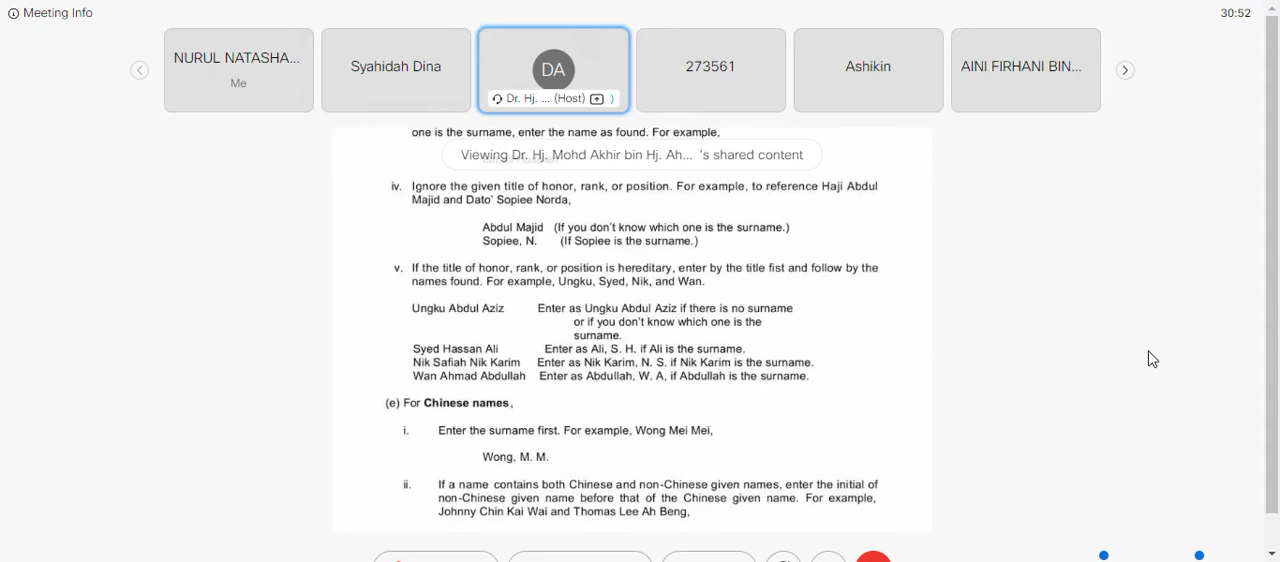 Meeting Info
30:52
NURUL NATASHA...
Me
Syahidah Dina
DA
Dr. Hj. ... (Host)
273561
Ashikin
AINI FIRHANI BIN...
one is the surname, enter the name as found. For example,
Viewing Dr. Hj. Mohd Akhir bin Hj. Ah... 's shared content
iv. Ignore the given title of honor, rank, or position. For example, to reference Haji Abdul
Majid and Dato' Sopiee Norda,
Abdul Majid (If you don't know which one is the surname.)
Sopiee, N. (If Sopiee is the surname.)
v. If the title of honor, rank, or position is hereditary, enter by the title fist and follow by the
names found. For example, Ungku, Syed, Nik, and Wan.
Ungku Abdul Aziz Enter as Ungku Abdul Aziz if there is no surname
or if you don't know which one is the
surname.
Syed Hassan Ali Enter as Ali, S. H. if Ali is the surname.
Nik Safiah Nik Karim Enter as Nik Karim, N. S. if Nik Karim is the surname.
Wan Ahmad Abdullah Enter as Abdullah, W. A, if Abdullah is the surname.
(e) For Chinese names,
i. Enter the surname first. For example, Wong Mei Mei,
Wong, M. M.
ii. If a name contains both Chinese and non-Chinese given names, enter the initial of
non-Chinese given name before that of the Chinese given name. For example,
Johnny Chin Kai Wai and Thomas Lee Ah Beng,